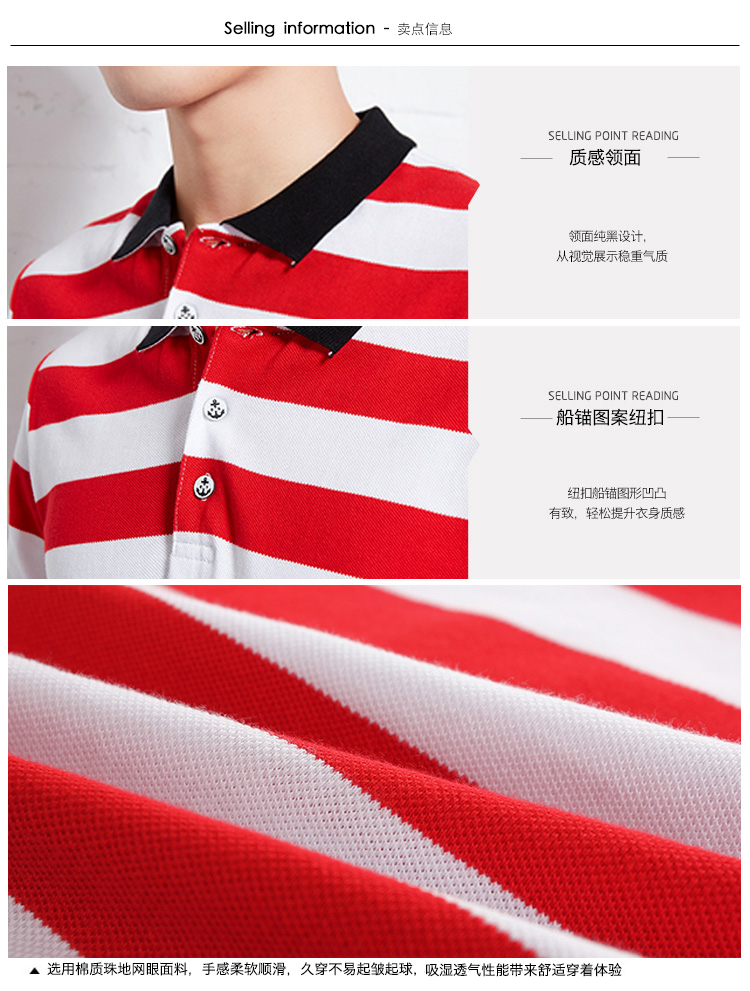 Selling information - 卖点信息
SELLING POINT READING
质感领面
领面纯黑设计,
从视觉展示稳重气质
SELLING POINT READING
船锚图案纽扣
纽扣船锚图形凹凸
有致, 轻松提升衣身质感
▲ 选用棉质珠地网眼面料, 手感柔软顺滑, 久穿不易起皱起球, 吸湿透气性能带来舒适穿着体验